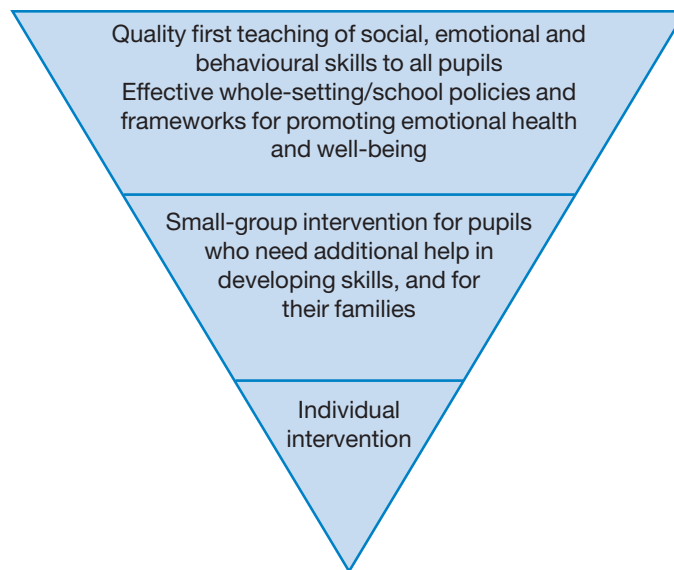 Quality first teaching of social, emotional and
behavioural skills to all pupils
Effective whole-setting/school policies and
frameworks for promoting emotional health
and well-being
Small-group intervention for pupils
who need additional help in
developing skills, and for
their families
Individual
intervention